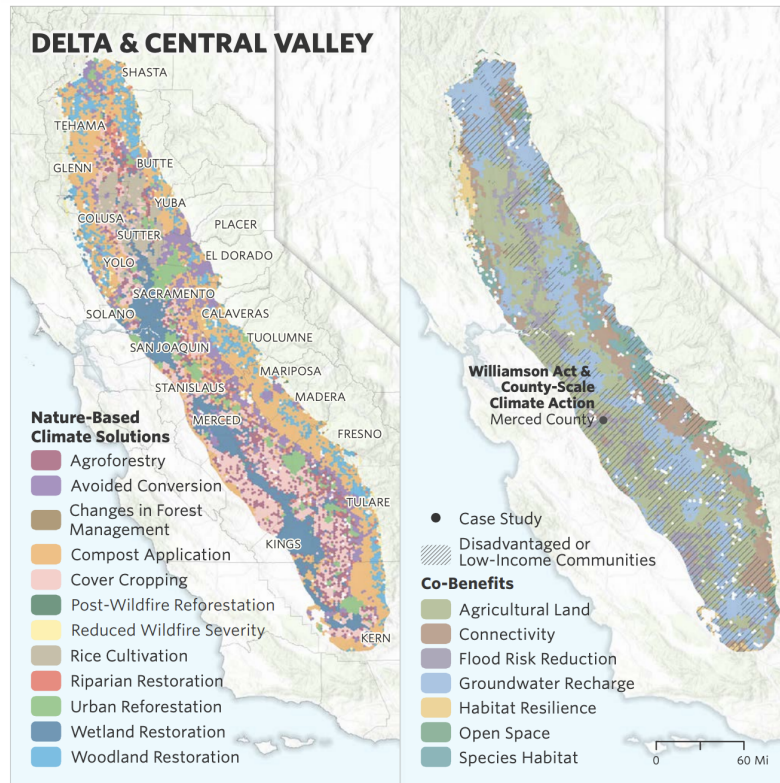 DELTA & CENTRAL VALLEY
SHASTA
TEHAMA
GLENN
BUTTE
YUBA
COLUSA
PLACER
SUTTER
EL DORADO
YOLO
SACRAMENTO
SOLANO
CALAVERAS
TUOLUMNE
SAN JOAQUIN
MARIPOSA
STANISLAUS
MADERA
MERCED
FRESNO
TULARE
KINGS
KERN
Nature-Based
Climate Solutions
Agroforestry
Avoided Conversion
Changes in Forest
Management
Compost Application
Cover Cropping
Post-Wildfire Reforestation
Reduced Wildfire Severity
Rice Cultivation
Riparian Restoration
Urban Reforestation
Wetland Restoration
Woodland Restoration
Williamson Act &
County-Scale
Climate Action
Merced County
Case Study
Disadvantaged or
Low-Income Communities
Co-Benefits
Agricultural Land
Connectivity
Flood Risk Reduction
Groundwater Recharge
Habitat Resilience
Open Space
Species Habitat
0 60 Mi